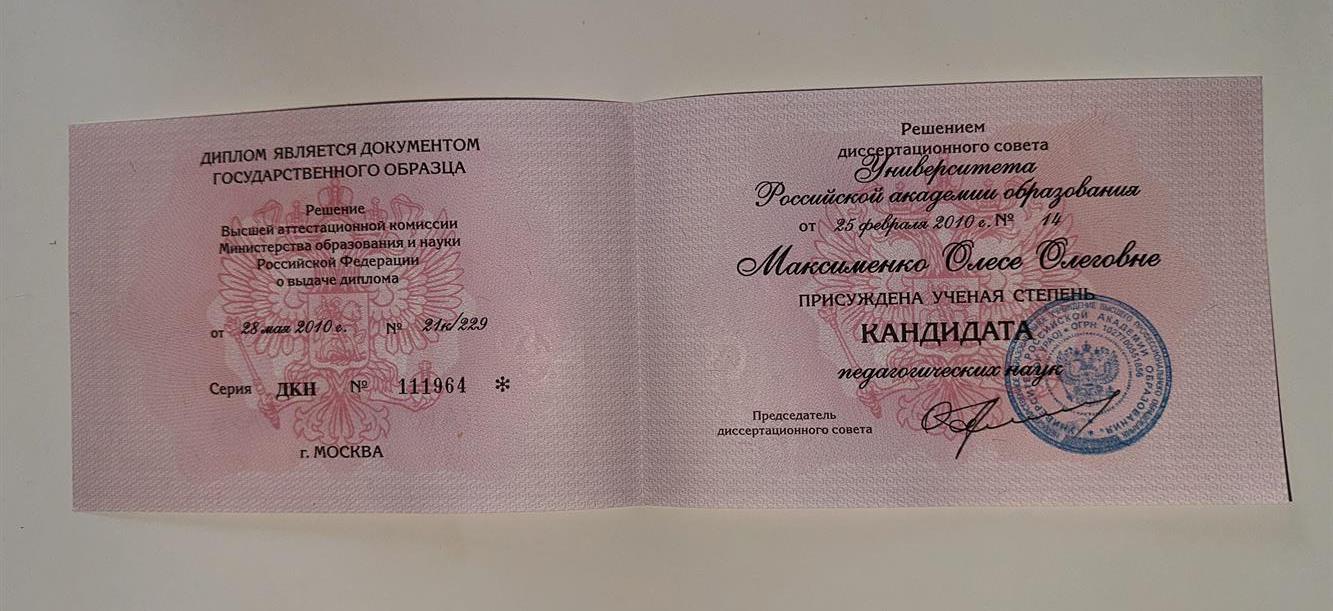 ДИПЛОМ ЯВЛЯЕТСЯ ДОКУМЕНТОМ
ГОСУДАРСТВЕННОГО ОБРАЗЦА
Решение
Высшей аттестационной комиссии
Министерства образования и науки
Российской Федерации
о выдаче диплома
от 28 мая 2010 г. № 21к/229
Серия ДКН № 111964 *
г. МОСКВА
Решением
диссертационного совета
Университета
Российской академии образования
от 25 февраля 2010 г. № 14
Максименко Олесе Олеговне
ПРИСУЖДЕНА УЧЕНАЯ СТЕПЕНЬ
КАНДИДАТА
педагогических наук
Председатель
диссертационного совета
РОССИЙСКОЙ АКАДЕМИИ ОБРАЗОВАНИЯ